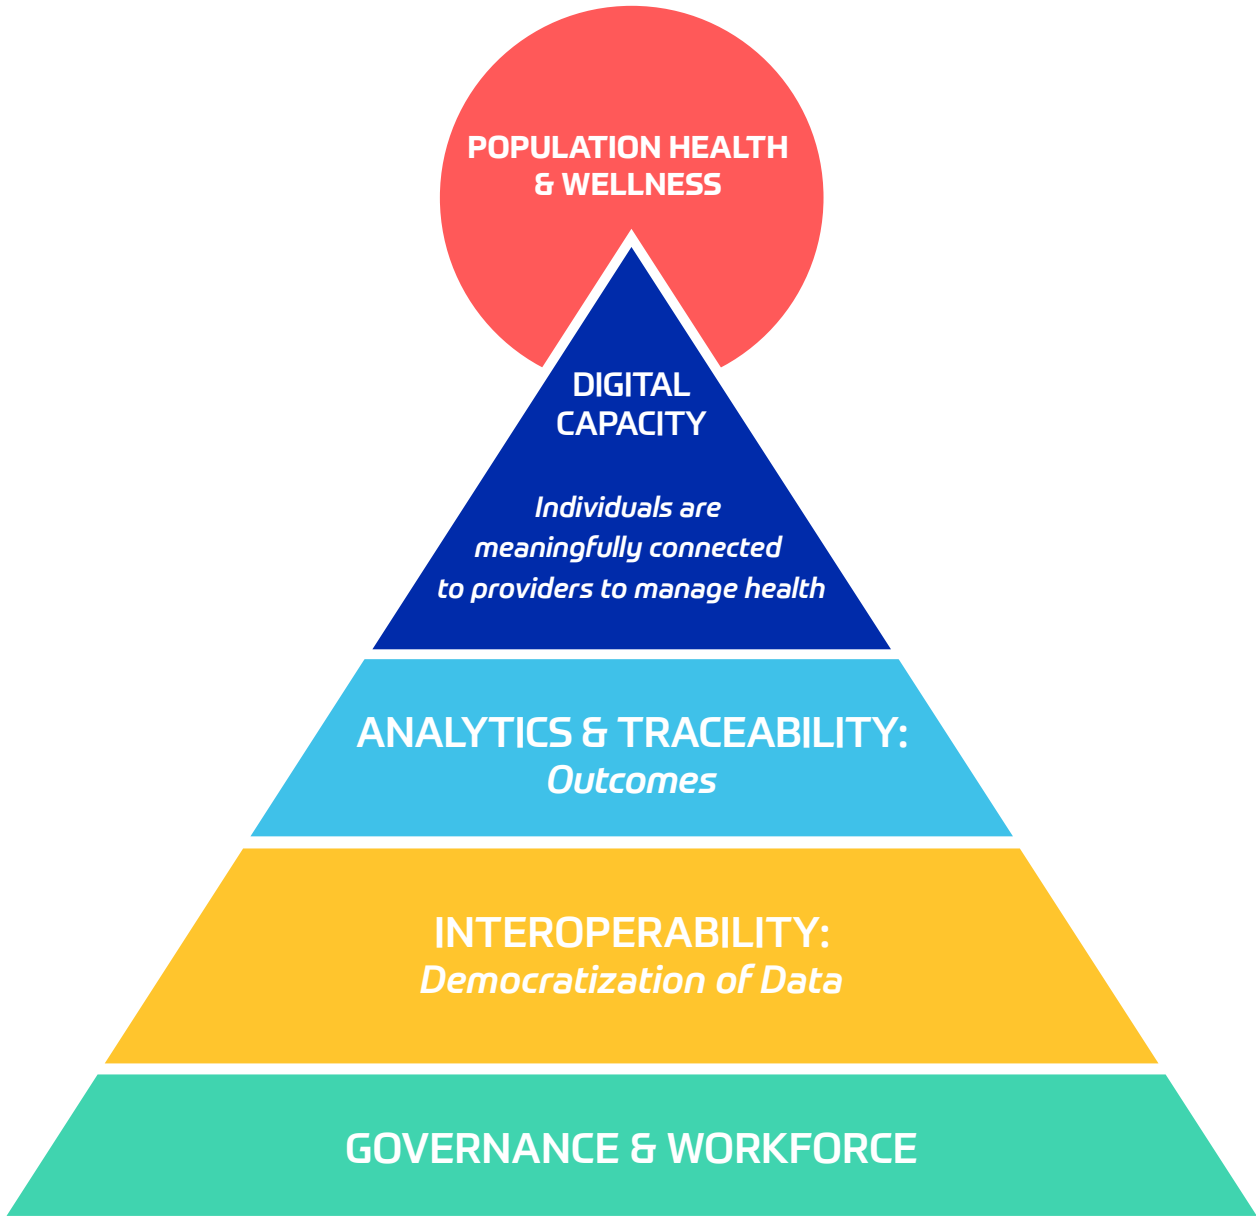 POPULATION HEALTH
& WELLNESS
DIGITAL
CAPACITY
Individuals are
meaningfully connected
to providers to manage health
ANALYTICS & TRACEABILITY:
Outcomes
INTEROPERABILITY:
Democratization of Data
GOVERNANCE & WORKFORCE